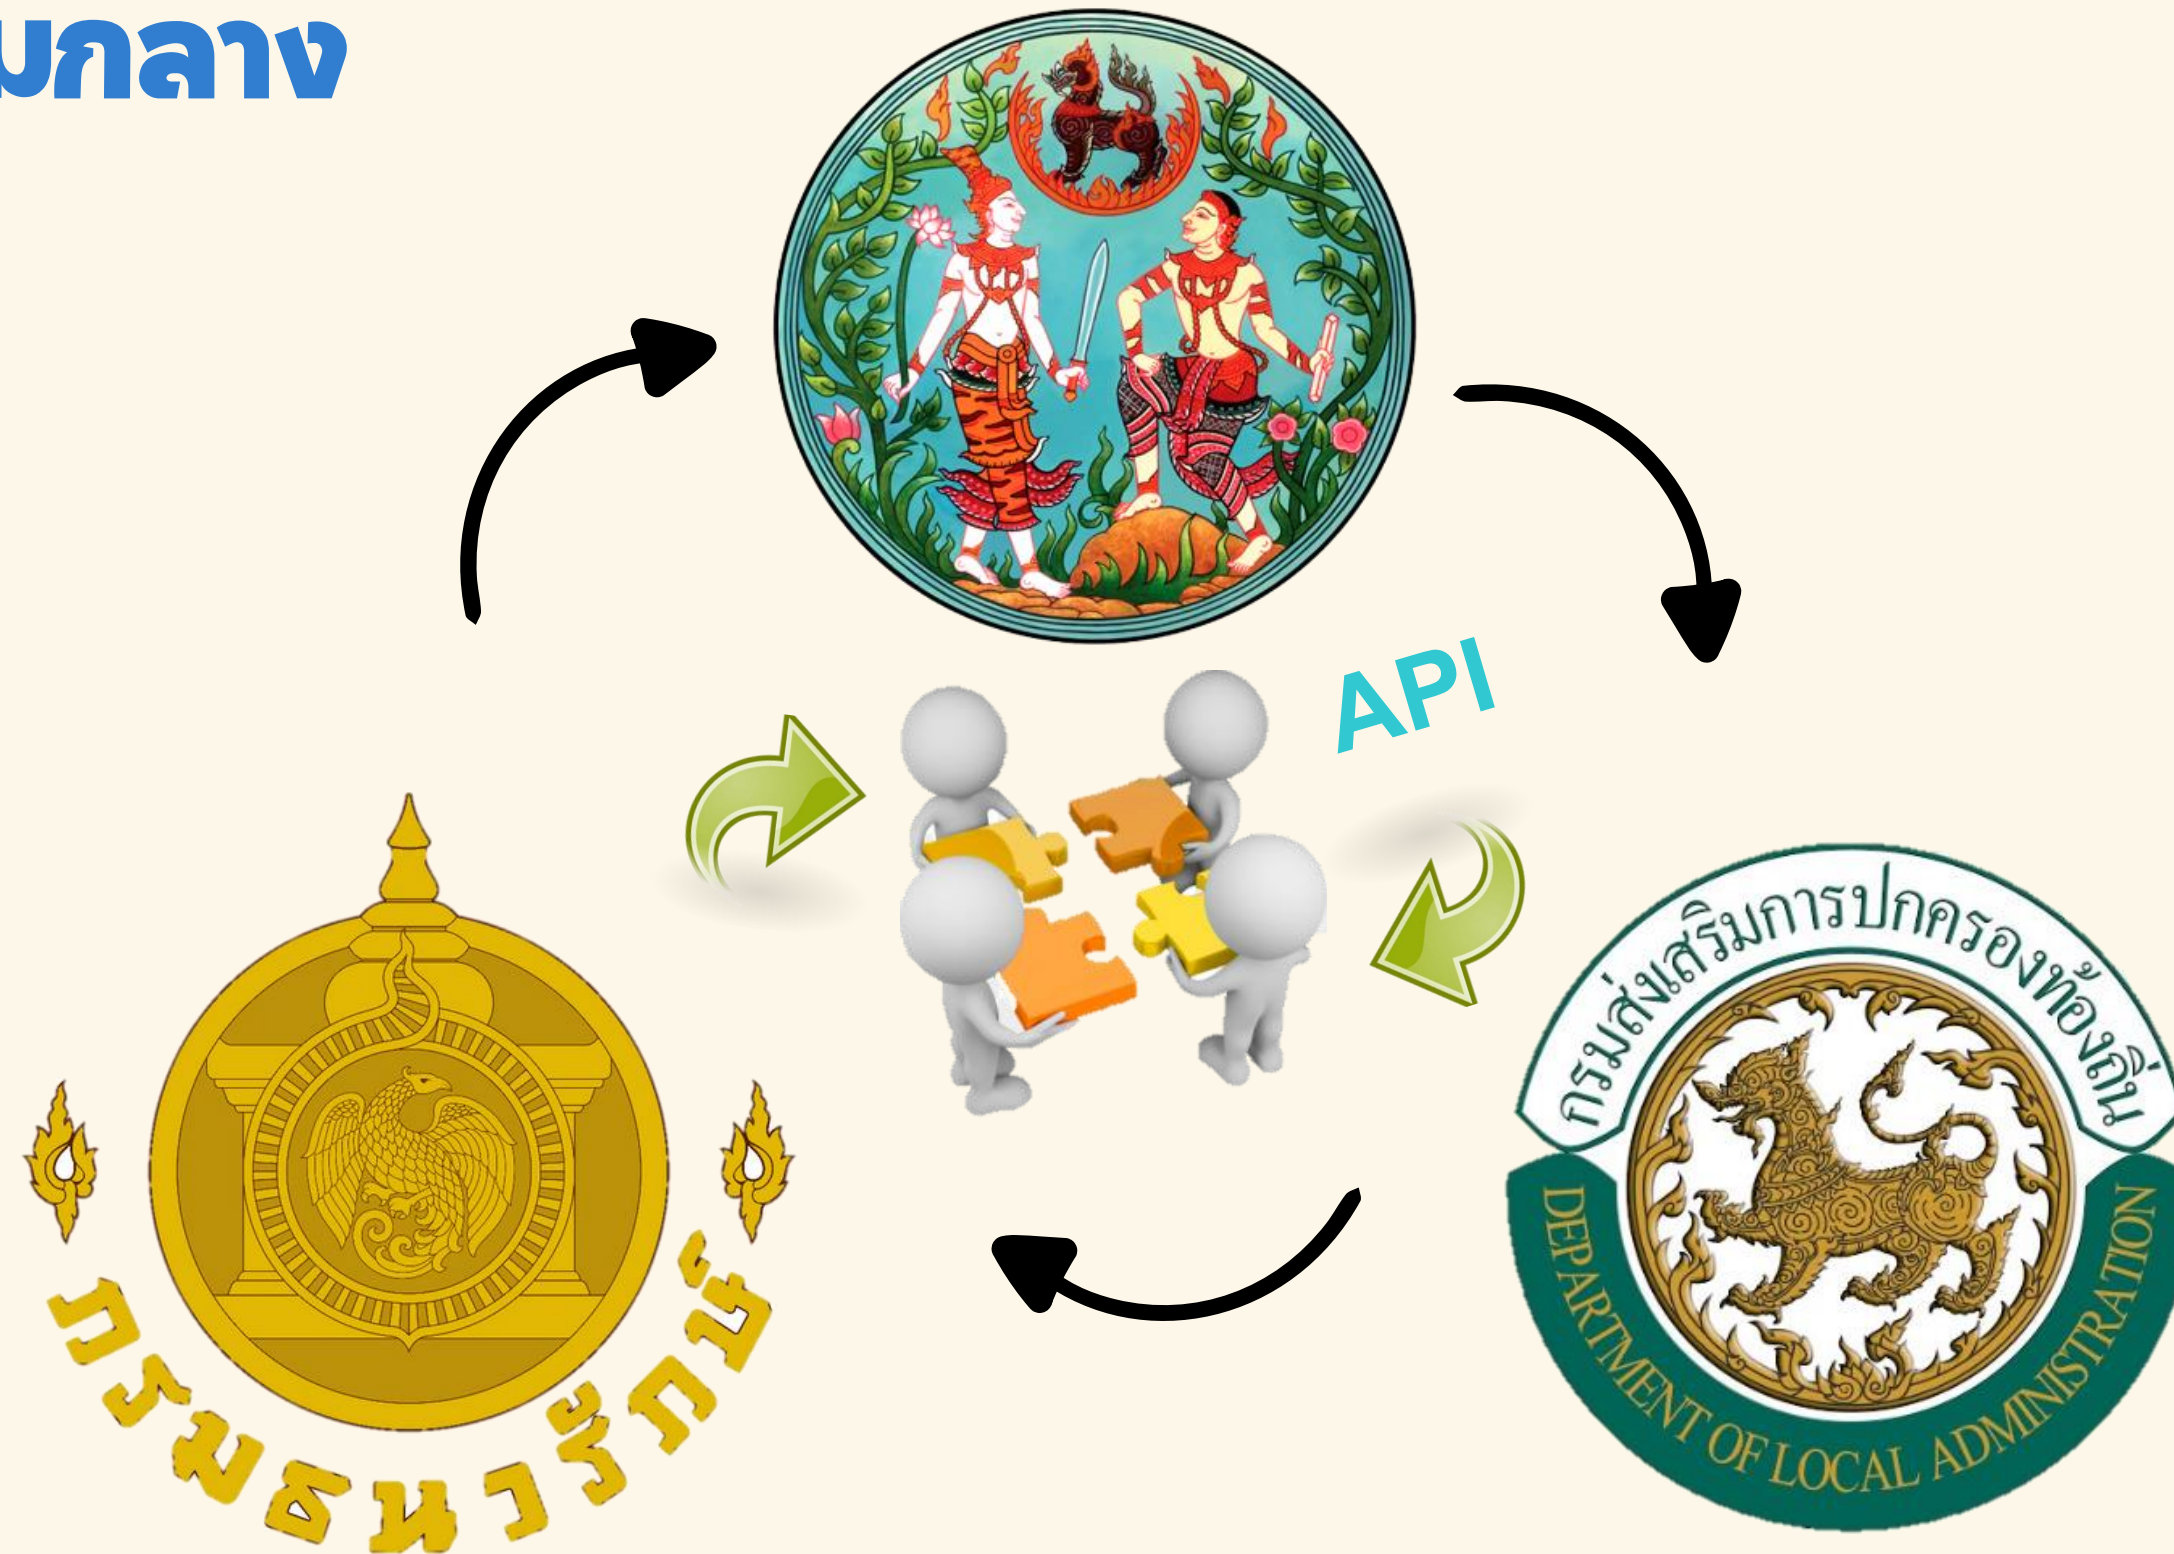 มกลาง
API
กรมส่งเสริมการปกครองท้องถิ่น
DEPARTMENT OF LOCAL ADMINISTRATION
กรมธนารักษ์